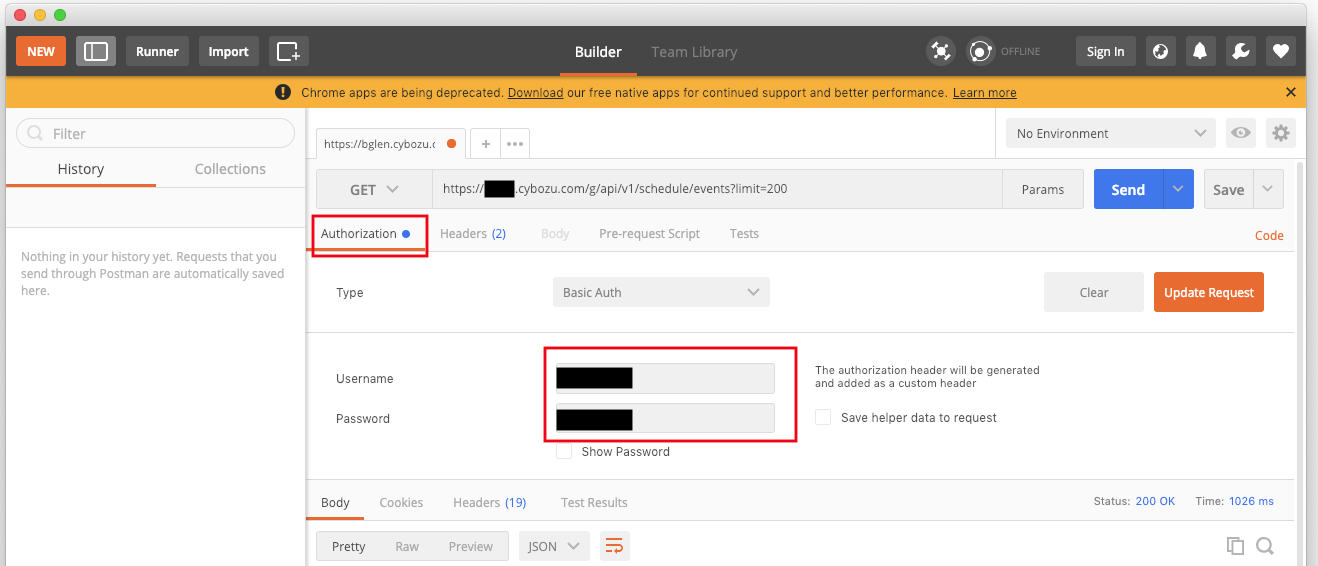 NEW Runner Import Builder Team Library OFFLINE Sign In
! Chrome apps are being deprecated. Download our free native apps for continued support and better performance. Learn more ×
Filter
History Collections
Nothing in your history yet. Requests that you
send through Postman are automatically saved
here.
https://bglen.cybozu.c + ••• No Environment
GET https:// .cybozu.com/g/api/v1/schedule/events?limit=200 Params Send Save
Authorization Headers (2) Body Pre-request Script Tests Code
Type Basic Auth Clear Update Request
Username
The authorization header will be generated
and added as a custom header
Password Save helper data to request
Show Password
Body Cookies Headers (19) Test Results Status: 200 OK Time: 1026 ms
Pretty Raw Preview JSON